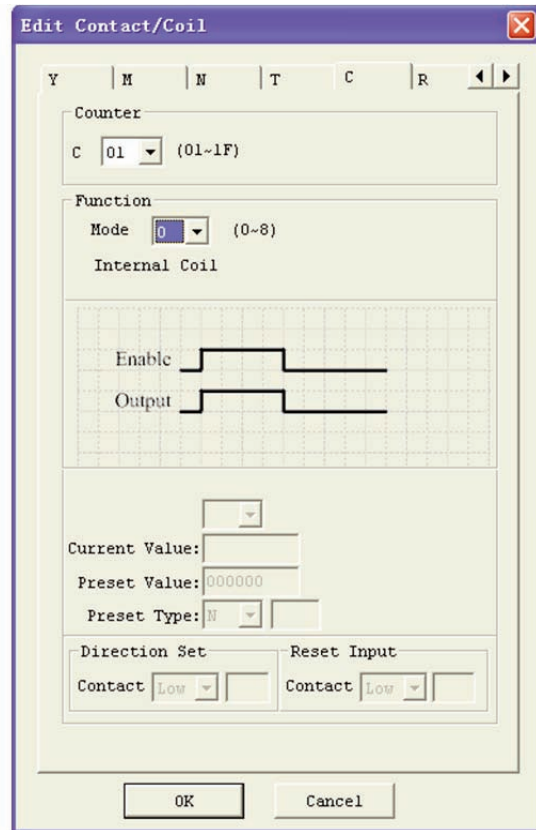 Edit Contact/Coil
Y M N T C R
Counter
C 01 (01~1F)
Function
Mode 0 (0~8)
Internal Coil
Enable
Output
Current Value:
Preset Value: 000000
Preset Type: N
Direction Set Reset Input
Contact Low Contact Low
OK Cancel